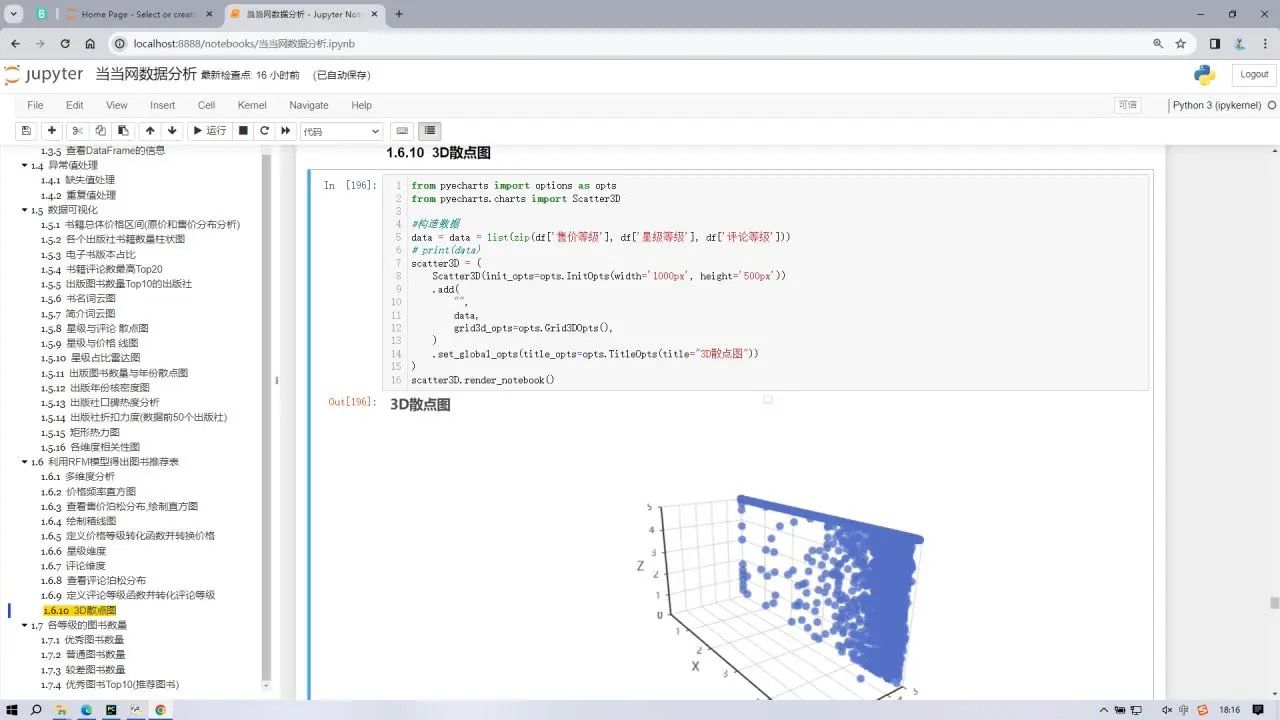 B
Home Page - Select or create
当当网数据分析 - Jupyter Note
localhost:8888/notebooks/当当网数据分析.ipynb
jupyter 当当网数据分析 最新检查点: 16 小时前 (已自动保存)
Logout
File Edit View Insert Cell Kernel Navigate Help
可信
Python 3 (ipykernel)
运行
代码
1.3.5 查看DataFrame的信息
1.4 异常值处理
1.4.1 缺失值处理
1.4.2 重复值处理
1.5 数据可视化
1.5.1 书籍总体价格区间(原价和售价分布分析)
1.5.2 各个出版社书籍数量柱状图
1.5.3 电子书版本占比
1.5.4 书籍评论数最高Top20
1.5.5 出版图书数量Top10的出版社
1.5.6 书名词云图
1.5.7 简介词云图
1.5.8 星级与评论 散点图
1.5.9 星级与价格 线图
1.5.10 星级占比雷达图
1.5.11 出版图书数量与年份散点图
1.5.12 出版年份核密度图
1.5.13 出版社口碑热度分析
1.5.14 出版社折扣力度(数据前50个出版社)
1.5.15 矩形热力图
1.5.16 各维度相关性图
1.6 利用RFM模型得出图书推荐表
1.6.1 多维度分析
1.6.2 价格频率直方图
1.6.3 查看售价泊松分布,绘制直方图
1.6.4 绘制箱线图
1.6.5 定义价格等级转化函数并转换价格
1.6.6 星级维度
1.6.7 评论维度
1.6.8 查看评论泊松分布
1.6.9 定义评论等级函数并转化评论等级
1.6.10 3D散点图
1.7 各等级的图书数量
1.7.1 优秀图书数量
1.7.2 普通图书数量
1.7.3 较差图书数量
1.7.4 优秀图书Top10(推荐图书)
1.6.10 3D散点图
In [196]:
1 from pyecharts import options as opts
2 from pyecharts.charts import Scatter3D
3
4 #构造数据
5 data = data = list(zip(df['售价等级'], df['星级等级'], df['评论等级']))
6 # print(data)
7 scatter3D = (
8 Scatter3D(init_opts=opts.InitOpts(width='1000px', height='500px'))
9 .add(
10 "",
11 data,
12 grid3d_opts=opts.Grid3DOpts(),
13 )
14 .set_global_opts(title_opts=opts.TitleOpts(title="3D散点图"))
15 )
16 scatter3D.render_notebook()
Out[196]:
3D散点图
5
4
3
Z
2
1
0
1
2
X
3
5
4
18:16